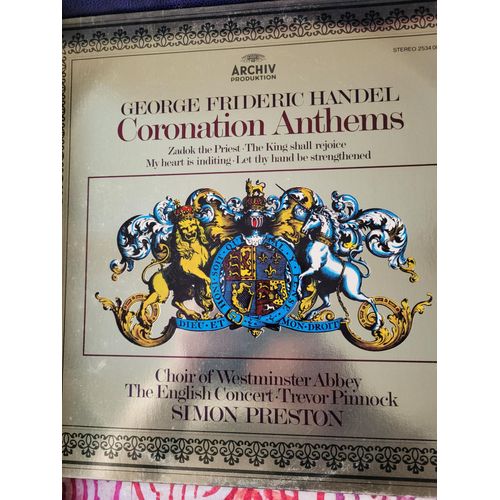 ARCHIV
PRODUKTION
STEREO 2534 0
GEORGE FRIDERIC HANDEL
Coronation Anthems
Zadok the Priest · The King shall rejoice
My heart is inditing · Let thy hand be strengthened
DIEU · ET MON · DROIT
Choir of Westminster Abbey
The English Concert · Trevor Pinnock
SIMON PRESTON